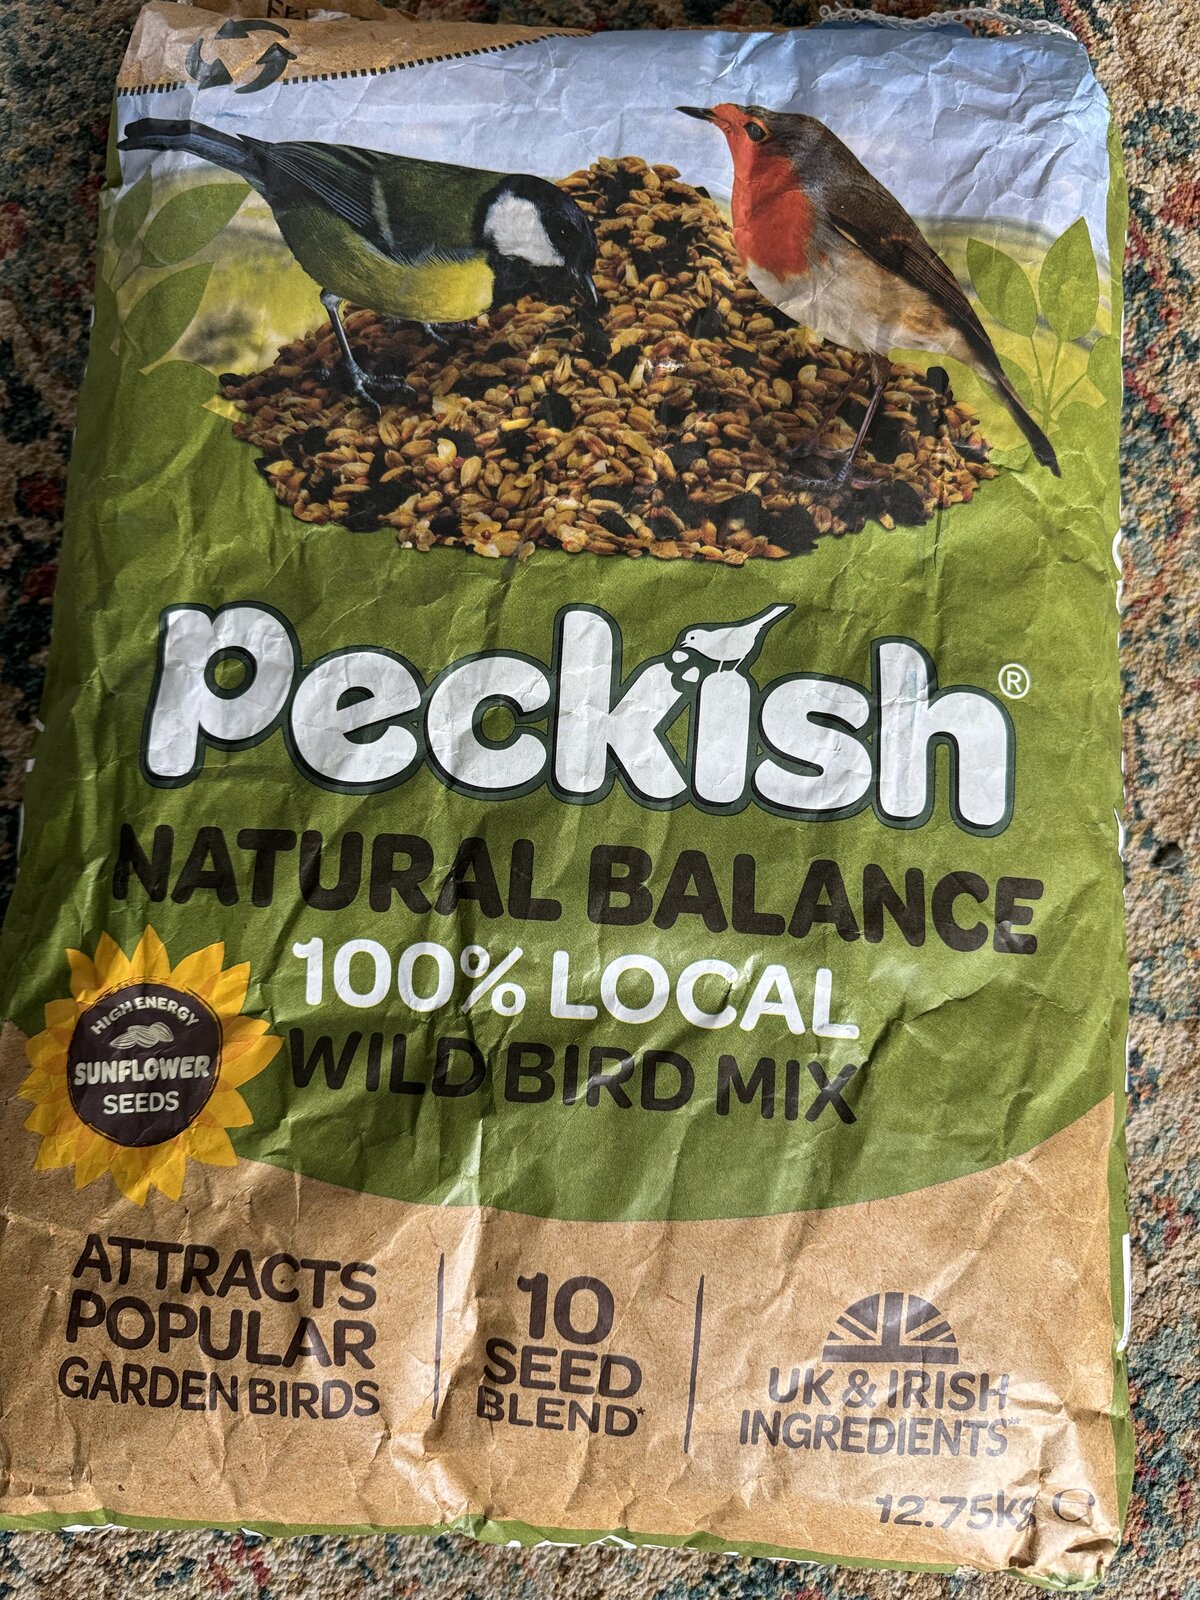 Peckish®
NATURAL BALANCE
100% LOCAL
WILD BIRD MIX
HIGH ENERGY
SUNFLOWER
SEEDS
ATTRACTS
POPULAR
GARDEN BIRDS
10
SEED
BLEND*
UK & IRISH
INGREDIENTS**
12.75kg ℮